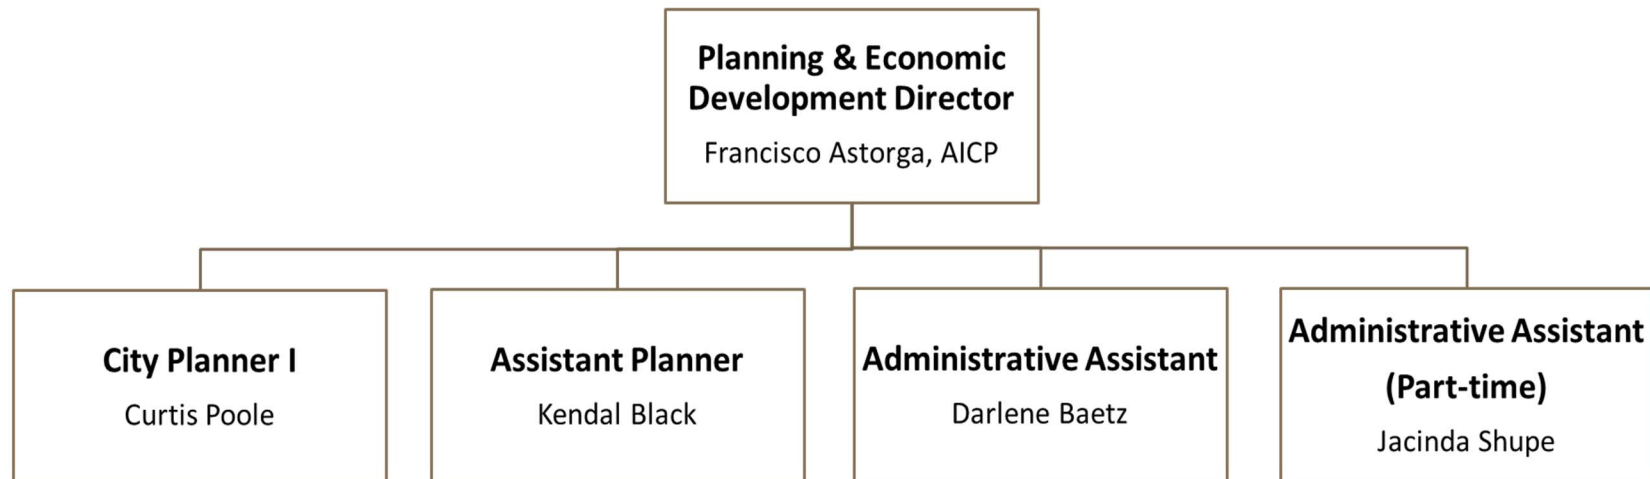 Planning & Economic
Development Director
Francisco Astorga, AICP
City Planner I
Curtis Poole
Assistant Planner
Kendal Black
Administrative Assistant
Darlene Baetz
Administrative Assistant
(Part-time)
Jacinda Shupe